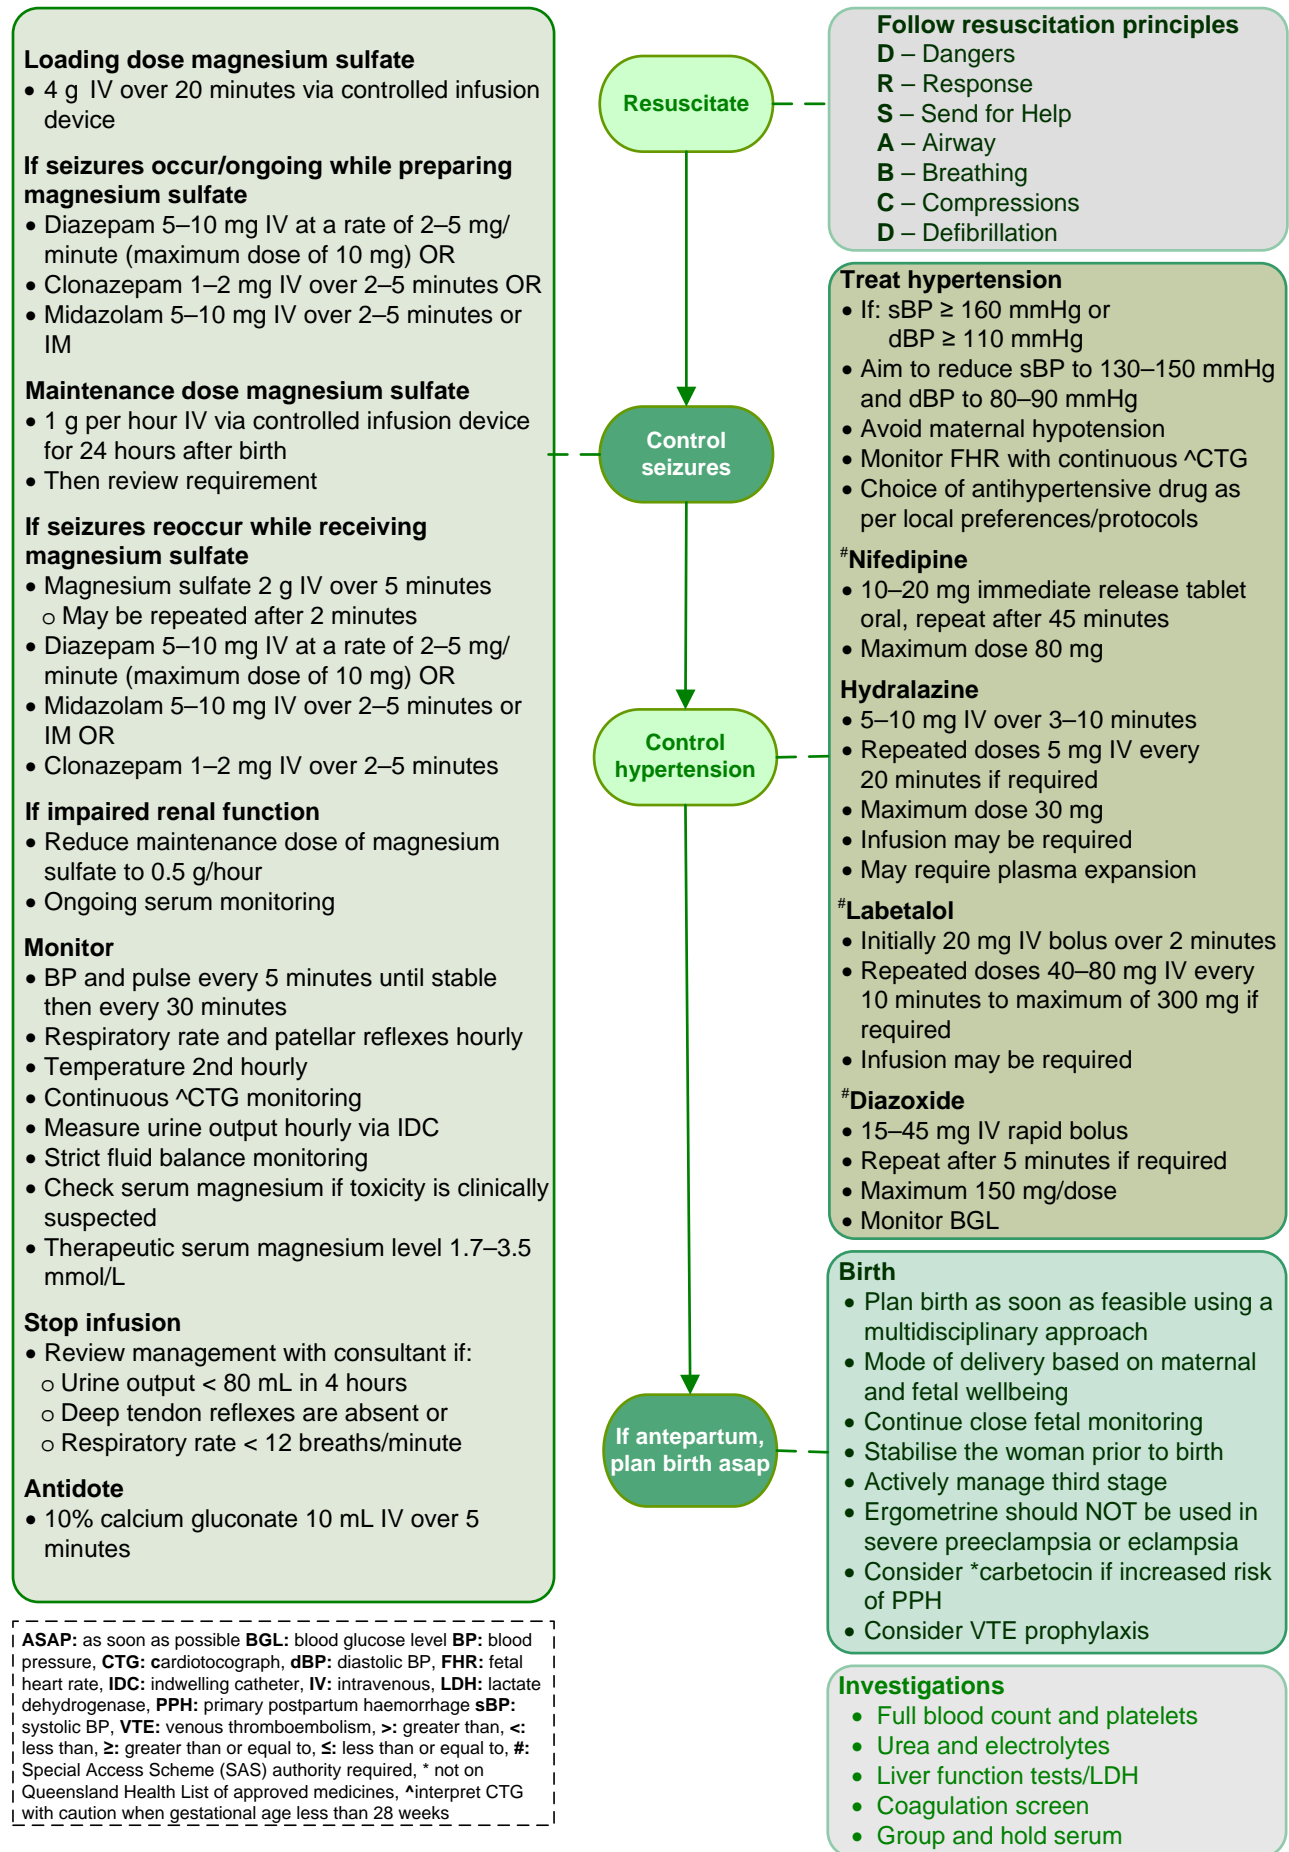 Loading dose magnesium sulfate
• 4 g IV over 20 minutes via controlled infusion
device
If seizures occur/ongoing while preparing
magnesium sulfate
• Diazepam 5–10 mg IV at a rate of 2–5 mg/
minute (maximum dose of 10 mg) OR
• Clonazepam 1–2 mg IV over 2–5 minutes OR
• Midazolam 5–10 mg IV over 2–5 minutes or
IM
Maintenance dose magnesium sulfate
• 1 g per hour IV via controlled infusion device
for 24 hours after birth
• Then review requirement
If seizures reoccur while receiving
magnesium sulfate
• Magnesium sulfate 2 g IV over 5 minutes
o May be repeated after 2 minutes
• Diazepam 5–10 mg IV at a rate of 2–5 mg/
minute (maximum dose of 10 mg) OR
• Midazolam 5–10 mg IV over 2–5 minutes or
IM OR
• Clonazepam 1–2 mg IV over 2–5 minutes
If impaired renal function
• Reduce maintenance dose of magnesium
sulfate to 0.5 g/hour
• Ongoing serum monitoring
Monitor
• BP and pulse every 5 minutes until stable
then every 30 minutes
• Respiratory rate and patellar reflexes hourly
• Temperature 2nd hourly
• Continuous ^CTG monitoring
• Measure urine output hourly via IDC
• Strict fluid balance monitoring
• Check serum magnesium if toxicity is clinically
suspected
• Therapeutic serum magnesium level 1.7–3.5
mmol/L
Stop infusion
• Review management with consultant if:
o Urine output < 80 mL in 4 hours
o Deep tendon reflexes are absent or
o Respiratory rate < 12 breaths/minute
Antidote
• 10% calcium gluconate 10 mL IV over 5
minutes
ASAP: as soon as possible BGL: blood glucose level BP: blood
pressure, CTG: cardiotocograph, dBP: diastolic BP, FHR: fetal
heart rate, IDC: indwelling catheter, IV: intravenous, LDH: lactate
dehydrogenase, PPH: primary postpartum haemorrhage sBP:
systolic BP, VTE: venous thromboembolism, >: greater than, <:
less than, ≥: greater than or equal to, ≤: less than or equal to, #:
Special Access Scheme (SAS) authority required, * not on
Queensland Health List of approved medicines, ^interpret CTG
with caution when gestational age less than 28 weeks
Resuscitate
Control
seizures
Control
hypertension
If antepartum,
plan birth asap
Follow resuscitation principles
D – Dangers
R – Response
S – Send for Help
A – Airway
B – Breathing
C – Compressions
D – Defibrillation
Treat hypertension
• If: sBP ≥ 160 mmHg or
dBP ≥ 110 mmHg
• Aim to reduce sBP to 130–150 mmHg
and dBP to 80–90 mmHg
• Avoid maternal hypotension
• Monitor FHR with continuous ^CTG
• Choice of antihypertensive drug as
per local preferences/protocols
#Nifedipine
• 10–20 mg immediate release tablet
oral, repeat after 45 minutes
• Maximum dose 80 mg
Hydralazine
• 5–10 mg IV over 3–10 minutes
• Repeated doses 5 mg IV every
20 minutes if required
• Maximum dose 30 mg
• Infusion may be required
• May require plasma expansion
#Labetalol
• Initially 20 mg IV bolus over 2 minutes
• Repeated doses 40–80 mg IV every
10 minutes to maximum of 300 mg if
required
• Infusion may be required
#Diazoxide
• 15–45 mg IV rapid bolus
• Repeat after 5 minutes if required
• Maximum 150 mg/dose
• Monitor BGL
Birth
• Plan birth as soon as feasible using a
multidisciplinary approach
• Mode of delivery based on maternal
and fetal wellbeing
• Continue close fetal monitoring
• Stabilise the woman prior to birth
• Actively manage third stage
• Ergometrine should NOT be used in
severe preeclampsia or eclampsia
• Consider *carbetocin if increased risk
of PPH
• Consider VTE prophylaxis
Investigations
• Full blood count and platelets
• Urea and electrolytes
• Liver function tests/LDH
• Coagulation screen
• Group and hold serum